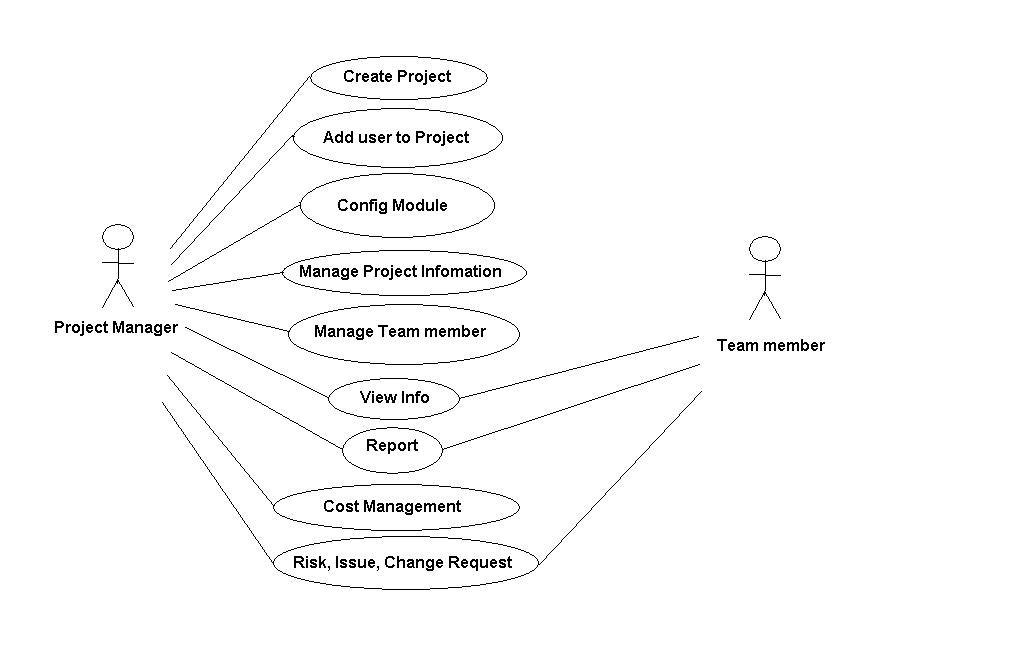 Create Project
Add user to Project
Config Module
Manage Project Infomation
Project Manager
Manage Team member
Team member
View Info
Report
Cost Management
Risk, Issue, Change Request